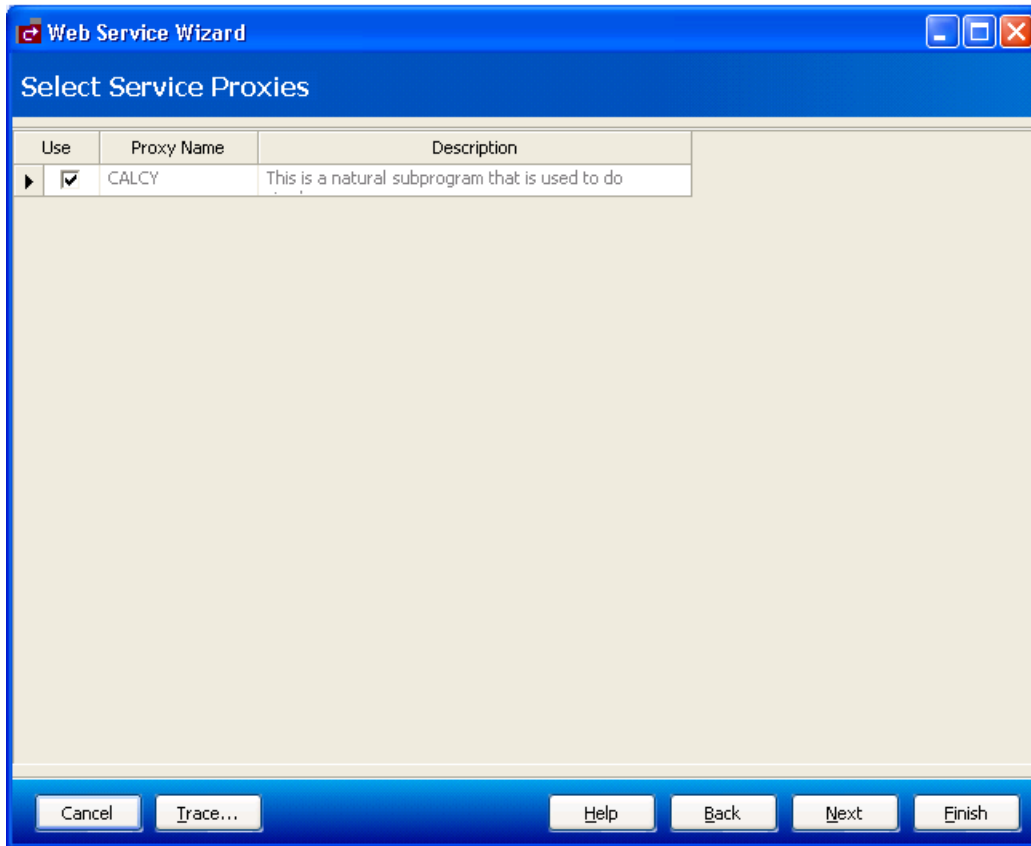 Web Service Wizard
Select Service Proxies
Use Proxy Name Description
CALCY This is a natural subprogram that is used to do
Cancel Trace... Help Back Next Finish